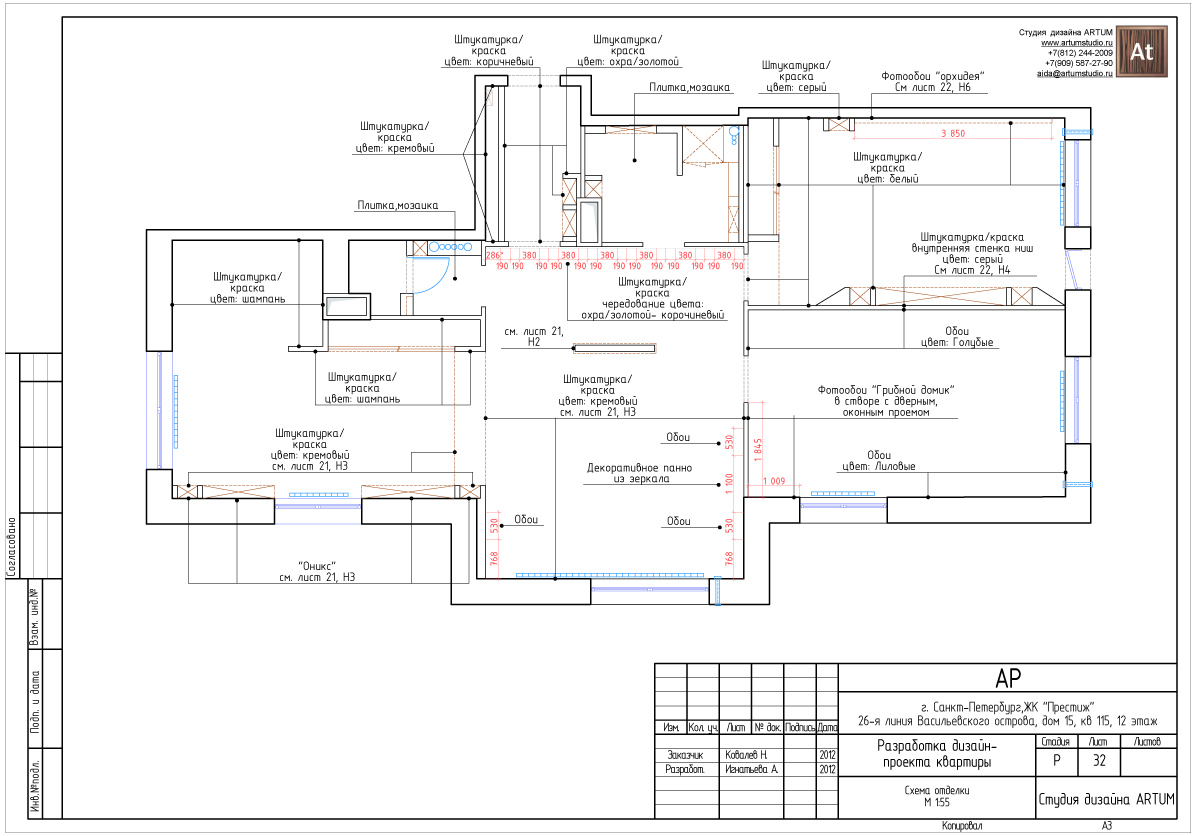 Студия дизайна ARTUM
www.artumstudio.ru
+7(812) 244-2009
+7(909) 587-27-90
aida@artumstudio.ru
At
Штукатурка/
краска
цвет: коричневый
Штукатурка/
краска
цвет: охра/золотой
Плитка,мозаика
Штукатурка/
краска
цвет: серый
Фотообои "орхидея"
См лист 22, Н6
3 850
Штукатурка/
краска
цвет: кремовый
Штукатурка/
краска
цвет: белый
Плитка,мозаика
Штукатурка/краска
внутренняя стенка ниш
цвет: серый
См лист 22, Н4
286 380 380 380 380 380 380
190 190 190 190 190 190 190 190 190 190 190 190 190
Штукатурка/
краска
цвет: шампань
Штукатурка/
краска
чередование цвета:
охра/золотой- корочиневый
см. лист 21,
Н2
Обои
цвет: Голубые
Штукатурка/
краска
цвет: шампань
Штукатурка/
краска
цвет: кремовый
см. лист 21, Н3
Фотообои "Грибной домик"
в створе с дверным,
оконным проемом
Штукатурка/
краска
цвет: кремовый
см. лист 21, Н3
Обои
530
1 845
Обои
цвет: Лиловые
Декоративное панно
из зеркала
1 100
1 009
Обои
530
768
Обои
530
768
"Оникс"
см. лист 21, Н3
Согласовано
Взам. инд.№
Подп. и дата
Инв.№подл.
АР
г. Санкт-Петербург,ЖК "Престиж"
26-я линия Васильевского острова, дом 15, кв 115, 12 этаж
Изм. Кол. уч. Лист № док. Подпись Дата
Заказчик Ковалев Н. 2012
Разработ. Игнатьева А. 2012
Разработка дизайн-
проекта квартиры
Стадия Лист Листов
Р 32
Схема отделки
М 1:55
Студия дизайна ARTUM
Копировал А3